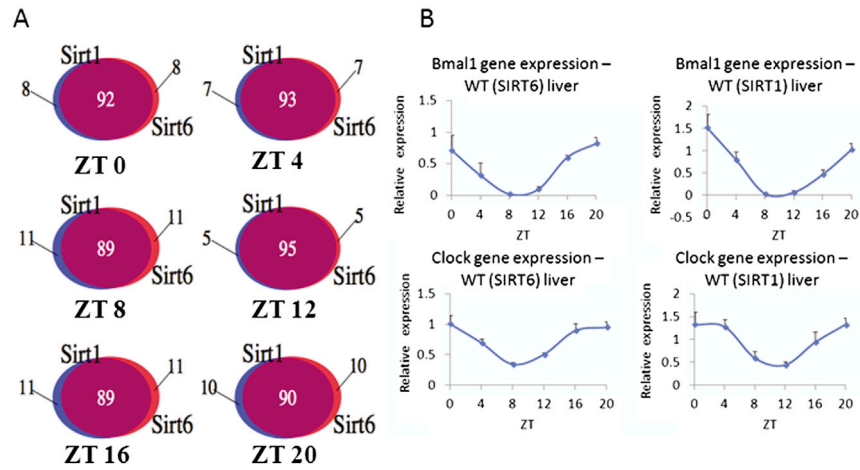 A
Sirt1
8
92
8
Sirt6
ZT 0
Sirt1
7
93
7
Sirt6
ZT 4
Sirt1
11
89
11
Sirt6
ZT 8
Sirt1
5
95
5
Sirt6
ZT 12
Sirt1
11
89
11
Sirt6
ZT 16
Sirt1
10
90
10
Sirt6
ZT 20
B
Bmal1 gene expression –
WT (SIRT6) liver
Relative expression
1.5
1
0.5
0
0 4 8 12 16 20
ZT
Bmal1 gene expression –
WT (SIRT1) liver
Relative expression
2
1.5
1
0.5
0
-0.5
0 4 8 12 16 20
ZT
Clock gene expression –
WT (SIRT6) liver
Relative expression
1.5
1
0.5
0
0 4 8 12 16 20
ZT
Clock gene expression –
WT (SIRT1) liver
Relative expression
2
1.5
1
0.5
0
0 4 8 12 16 20
ZT